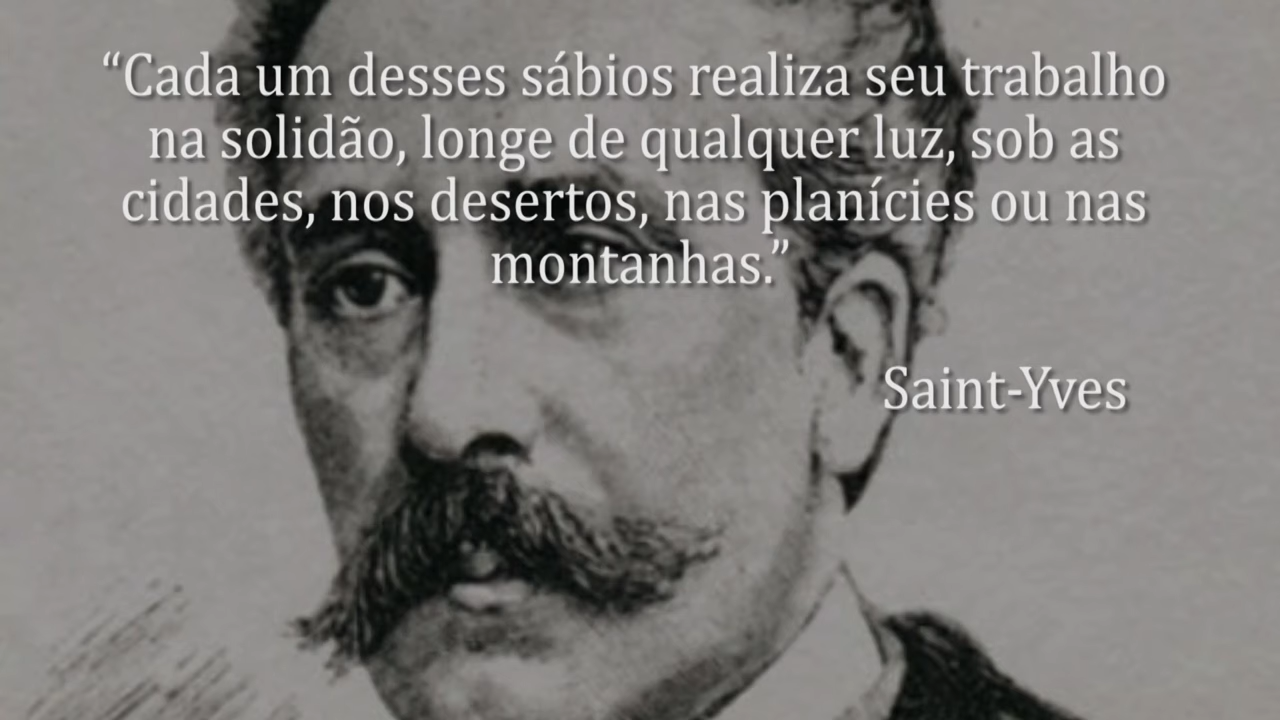 “Cada um desses sábios realiza seu trabalho
na solidão, longe de qualquer luz, sob as
cidades, nos desertos, nas planícies ou nas
montanhas.”
Saint-Yves